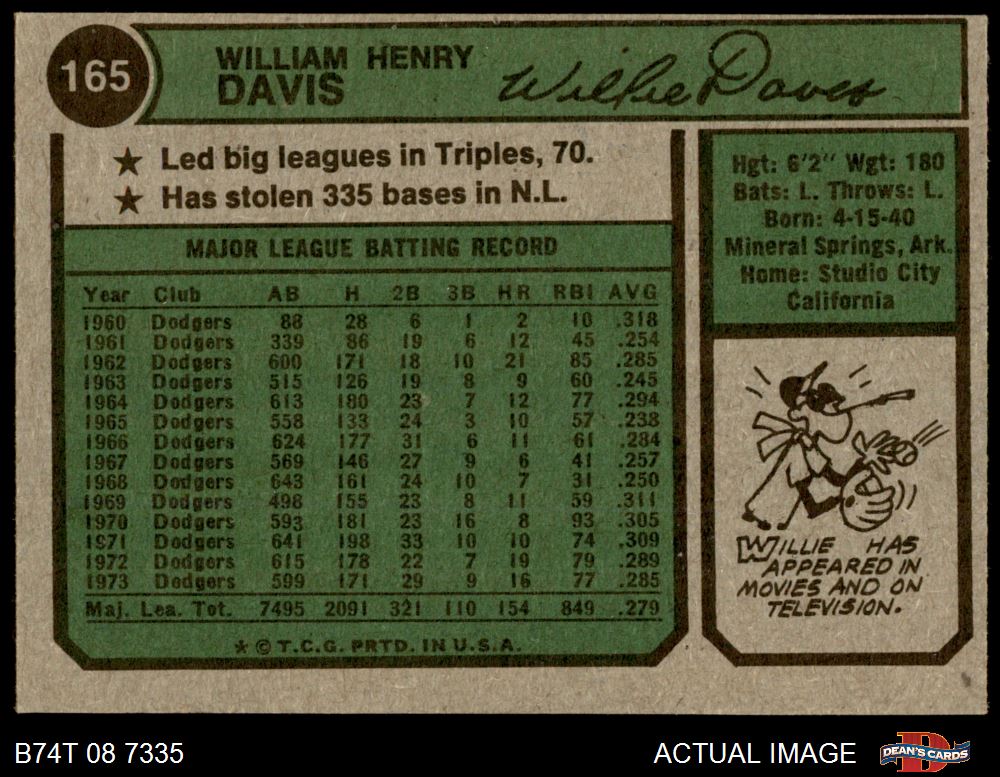 165
WILLIAM HENRY
DAVIS
Willie Davis
★ Led big leagues in Triples, 70.
★ Has stolen 335 bases in N.L.
MAJOR LEAGUE BATTING RECORD
Year Club AB H 2B 3B HR RBI AVG
1960 Dodgers 88 28 6 1 2 10 .318
1961 Dodgers 339 86 19 6 12 45 .254
1962 Dodgers 600 171 18 10 21 85 .285
1963 Dodgers 515 126 19 8 9 60 .245
1964 Dodgers 613 180 23 7 12 77 .294
1965 Dodgers 558 133 24 3 10 57 .238
1966 Dodgers 624 177 31 6 11 61 .284
1967 Dodgers 569 146 27 9 6 41 .257
1968 Dodgers 643 161 24 10 7 31 .250
1969 Dodgers 498 155 23 8 11 59 .311
1970 Dodgers 593 181 23 16 8 93 .305
1971 Dodgers 641 198 33 10 10 74 .309
1972 Dodgers 615 178 22 7 19 79 .289
1973 Dodgers 599 171 29 9 16 77 .285
Maj. Lea. Tot. 7495 2091 321 110 154 849 .279
★ © T.C.G. PRTD. IN U.S.A.
Hgt: 6'2" Wgt: 180
Bats: L. Throws: L.
Born: 4-15-40
Mineral Springs, Ark.
Home: Studio City
California
WILLIE HAS
APPEARED IN
MOVIES AND ON
TELEVISION.
B74T 08 7335
ACTUAL IMAGE
DEAN'S CARDS